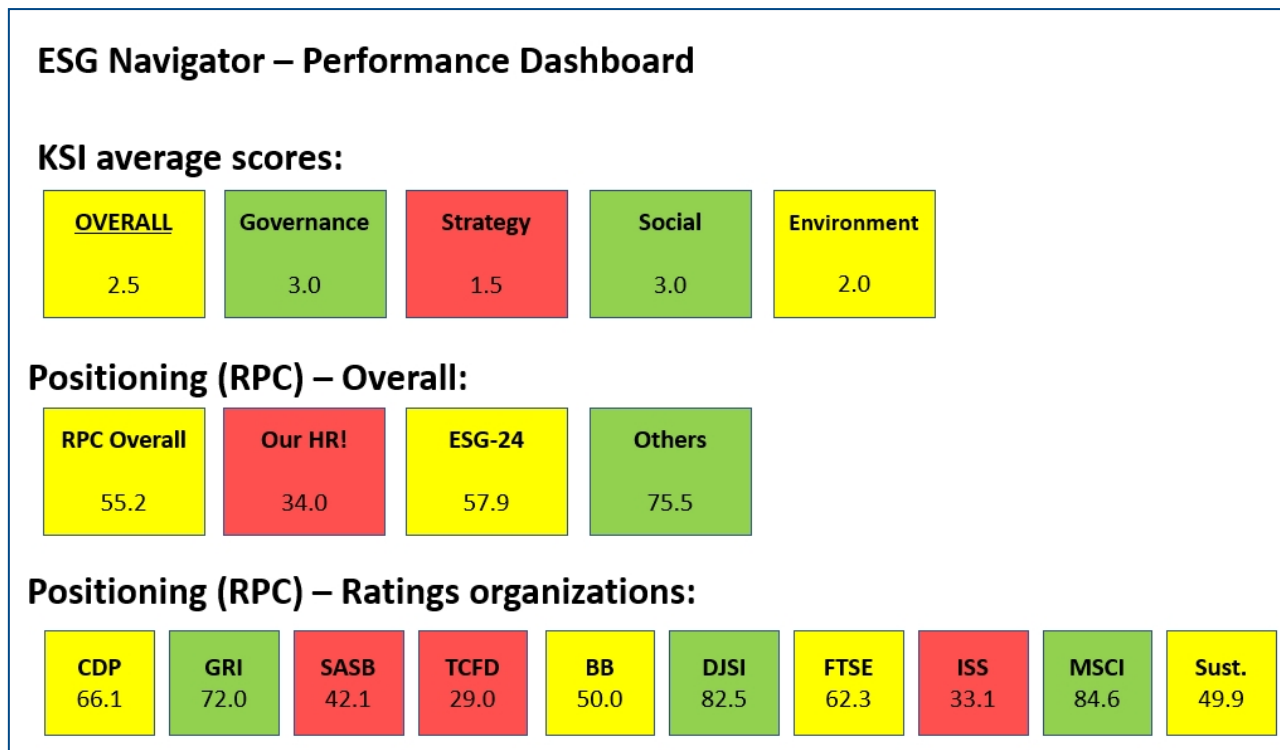 ESG Navigator – Performance Dashboard
KSI average scores:
OVERALL Governance Strategy Social Environment
2.5 3.0 1.5 3.0 2.0
Positioning (RPC) – Overall:
RPC Overall Our HR! ESG-24 Others
55.2 34.0 57.9 75.5
Positioning (RPC) – Ratings organizations:
CDP GRI SASB TCFD BB DJSI FTSE ISS MSCI Sust.
66.1 72.0 42.1 29.0 50.0 82.5 62.3 33.1 84.6 49.9